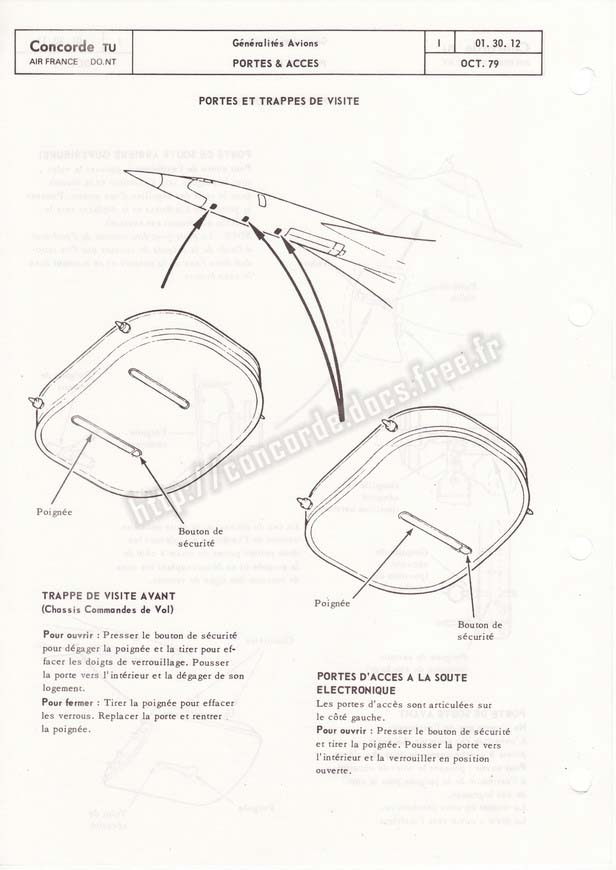 Concorde TU
AIR FRANCE DO.NT
Généralités Avions
PORTES & ACCES
I
01. 30. 12
OCT. 79
PORTES ET TRAPPES DE VISITE
http://concorde.docs.free.fr
Poignée
Bouton de
sécurité
Poignée
Bouton de
sécurité
TRAPPE DE VISITE AVANT
(Chassis Commandes de Vol)
Pour ouvrir : Presser le bouton de sécurité
pour dégager la poignée et la tirer pour ef-
facer les doigts de verrouillage. Pousser
la porte vers l'intérieur et la dégager de son
logement.
Pour fermer : Tirer la poignée pour effacer
les verrous. Replacer la porte et rentrer
la poignée.
PORTES D'ACCES A LA SOUTE
ELECTRONIQUE
Les portes d'accès sont articulées sur
le côté gauche.
Pour ouvrir : Presser le bouton de sécurité
et tirer la poignée. Pousser la porte vers
l'intérieur et la verrouiller en position
ouverte.